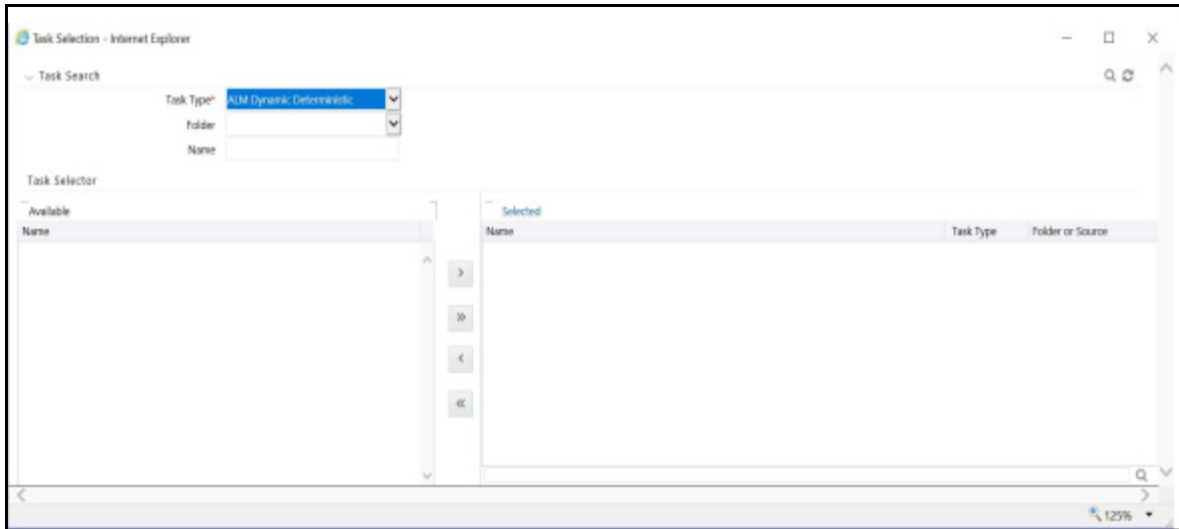 Task Selection - Internet Explorer
Task Search
Task Type* ALM Dynamic Deterministic
Folder
Name
Task Selector
Available
Selected
Name
Name Task Type Folder or Source
125%